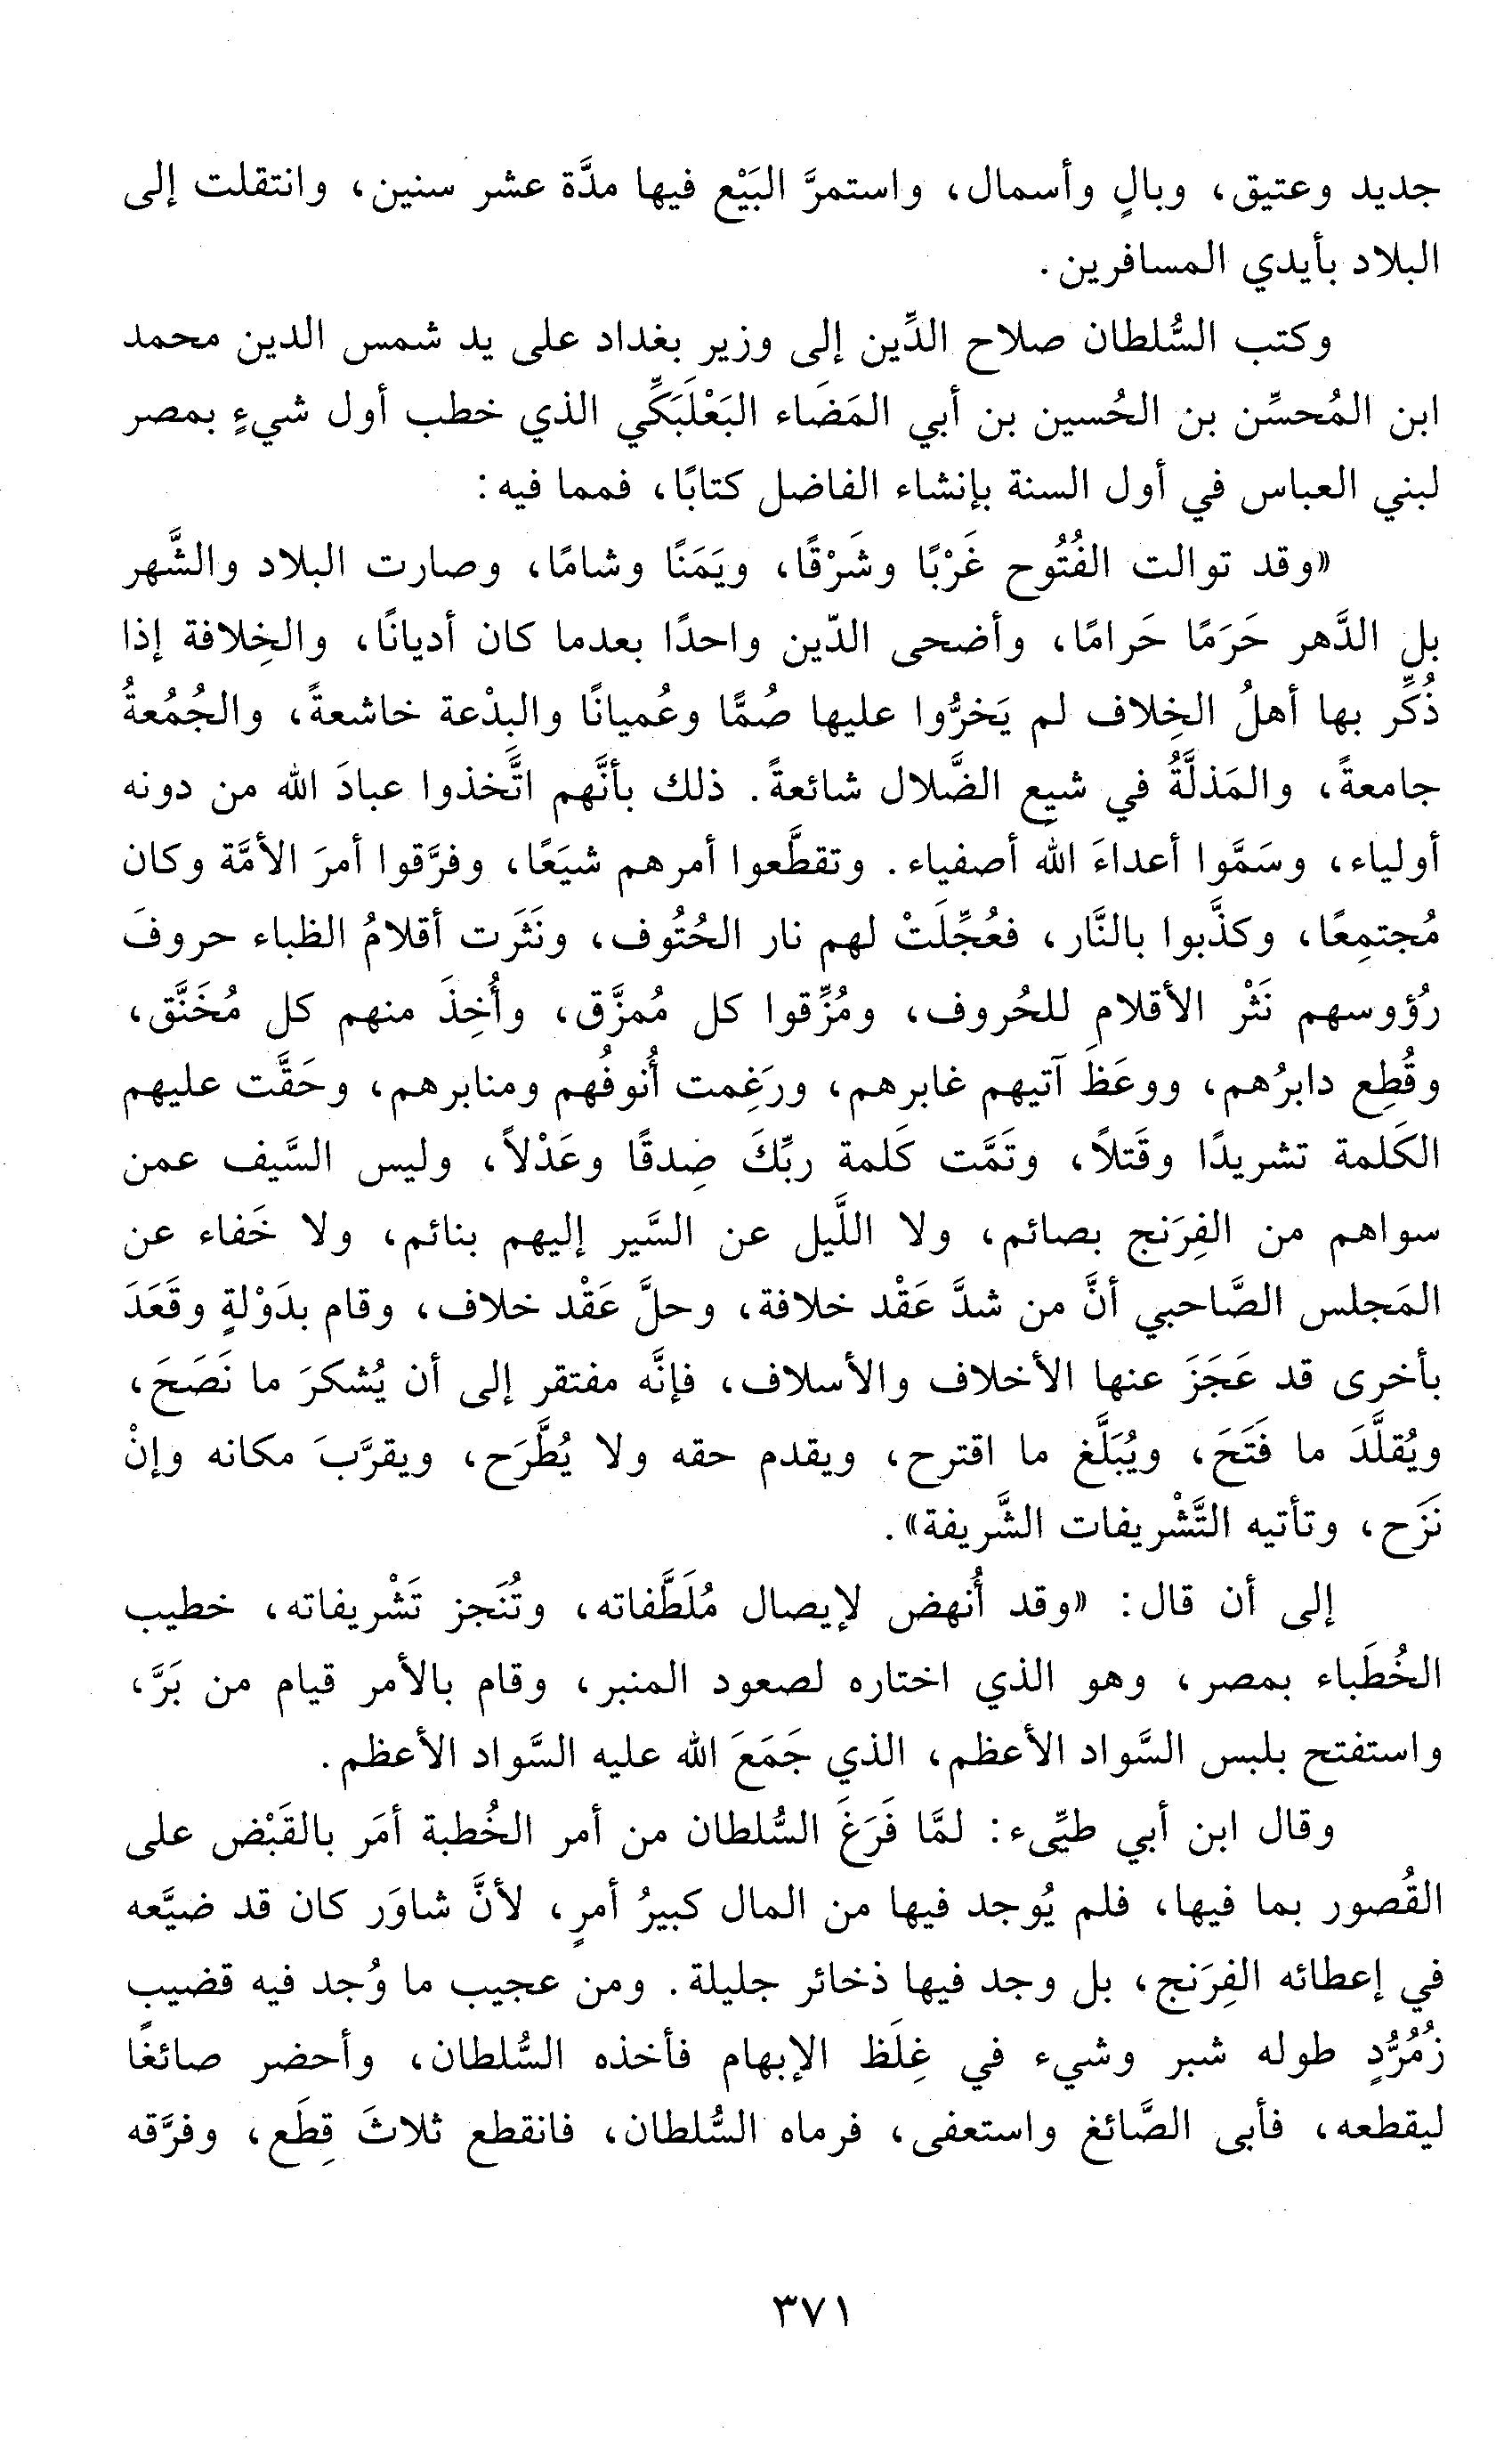 جديد وعتيق، وبالٍ وأسمال، واستمرَّ البَيْع فيها مدَّة عشر سنين، وانتقلت إلى
البلاد بأيدي المسافرين.
وكتب السُّلطان صلاح الدِّين إلى وزير بغداد على يد شمس الدين محمد
ابن المُحسِّن بن الحُسين بن أبي المَضَاء البَعْلَبَكِّي الذي خطب أول شيءٍ بمصر
لبني العباس في أول السنة بإنشاء الفاضل كتابًا، فمما فيه:
«وقد توالت الفُتُوح غَرْبًا وشَرْقًا، ويَمَنًا وشامًا، وصارت البلاد والشَّهر
بل الدَّهر حَرَمًا حَرامًا، وأضحى الدّين واحدًا بعدما كان أديانًا، والخِلافة إذا
ذُكِّر بها أهلُ الخِلاف لم يَخرُّوا عليها صُمًّا وعُميانًا والبِدْعة خاشعةً، والجُمُعةُ
جامعةً، والمَذلَّةُ في شيعِ الضَّلال شائعةً. ذلك بأنَّهم اتَّخذوا عبادَ الله من دونه
أولياء، وسَمَّوا أعداءَ الله أصفياء. وتقطَّعوا أمرهم شيَعًا، وفرَّقوا أمرَ الأمَّة وكان
مُجتمِعًا، وكذَّبوا بالنَّار، فعُجِّلَتْ لهم نار الحُتُوف، ونَثَرَت أقلامُ الظباء حروفَ
رُؤوسهم نَثْرَ الأقلامِ للحُروف، ومُزِّقوا كل مُمزَّق، وأُخِذَ منهم كل مُخَنَّق،
وقُطِع دابرُهم، ووعَظَ آتيهم غابرهم، ورَغِمت أُنوفُهم ومنابرهم، وحَقَّت عليهم
الكَلمة تشريدًا وقَتلاً، وتَمَّت كَلمة ربِّكَ صِدقًا وعَدْلاً، وليس السَّيف عمن
سواهم من الفِرَنج بصائم، ولا اللَّيل عن السَّير إليهم بنائم، ولا خَفاء عن
المَجلس الصَّاحبي أنَّ من شدَّ عَقْد خلافة، وحلَّ عَقْد خلاف، وقام بدَوْلةٍ وقَعَدَ
بأخرى قد عَجَزَ عنها الأخلاف والأسلاف، فإنَّه مفتقر إلى أن يُشكرَ ما نَصَحَ،
ويُقلَّدَ ما فَتَحَ، ويُبَلَّغ ما اقترح، ويقدم حقه ولا يُطَّرَح، ويقرَّبَ مكانه وإنْ
نَزَح، وتأتيه التَّشْريفات الشَّريفة».
إلى أن قال: «وقد أُنهض لإيصال مُلَطَّفاته، وتُنَجز تَشْريفاته، خطيب
الخُطَباء بمصر، وهو الذي اختاره لصعود المنبر، وقام بالأمر قيام من بَرَّ،
واستفتح بلبس السَّواد الأعظم، الذي جَمَعَ الله عليه السَّواد الأعظم.
وقال ابن أبي طيِّىء: لمَّا فَرَغَ السُّلطان من أمر الخُطبة أمَر بالقَبْض على
القُصور بما فيها، فلم يُوجد فيها من المال كبيرُ أمرٍ، لأنَّ شاوَر كان قد ضيَّعه
في إعطائه الفِرَنج، بل وجد فيها ذخائر جليلة. ومن عجيب ما وُجد فيه قضيبٍ
زُمُرُّدٍ طوله شبر وشيء في غِلَظ الإبهام فأخذه السُّلطان، وأحضر صائغًا
ليقطعه، فأبى الصَّائغ واستعفى، فرماه السُّلطان، فانقطع ثلاثَ قِطَع، وفرَّقه
٣٧١